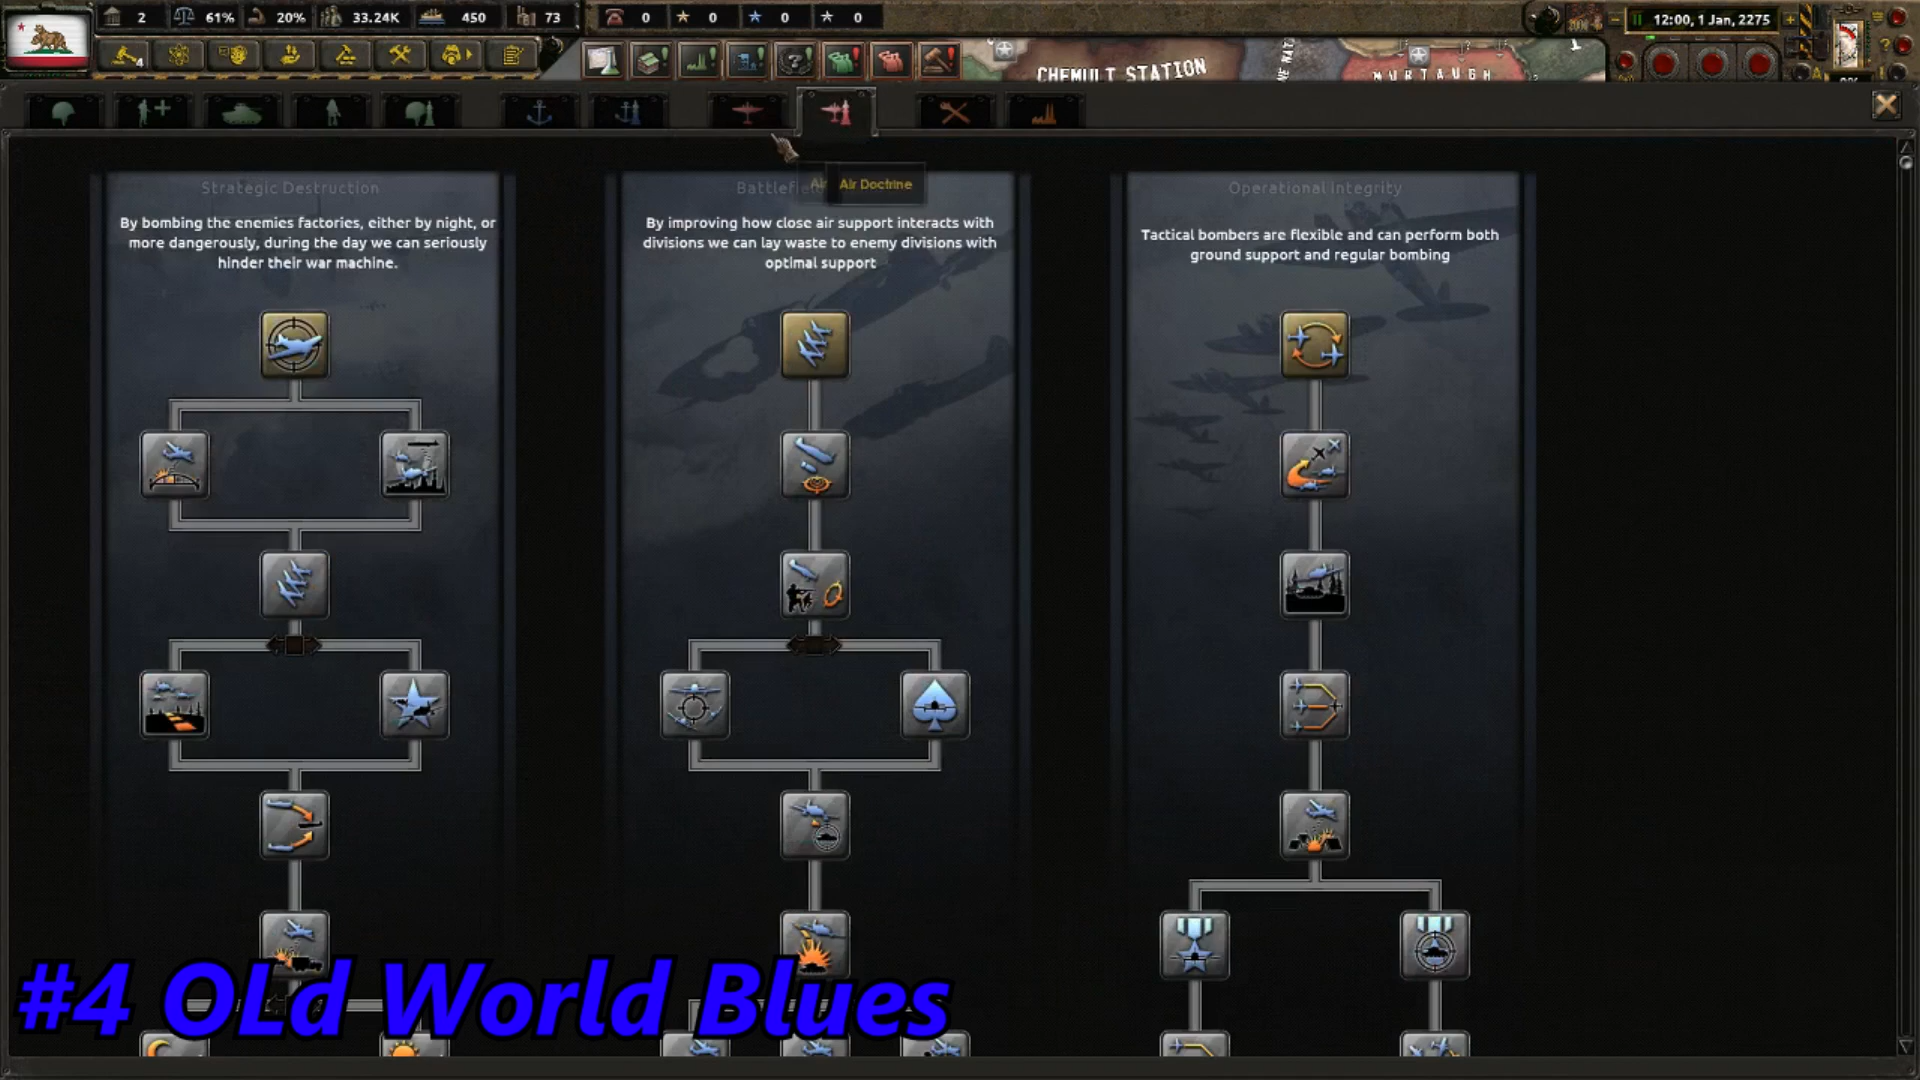 2 61% 20% 33.24K 450 73 0 0 0 0 12:00, 1 Jan, 2275
4
CHEMULT STATION
MURTAUGH
Air Doctrine
Strategic Destruction
Operational Integrity
By bombing the enemies factories, either by night, or
more dangerously, during the day we can seriously
hinder their war machine.
By improving how close air support interacts with
divisions we can lay waste to enemy divisions with
optimal support
Tactical bombers are flexible and can perform both
ground support and regular bombing
#4 OLd World Blues